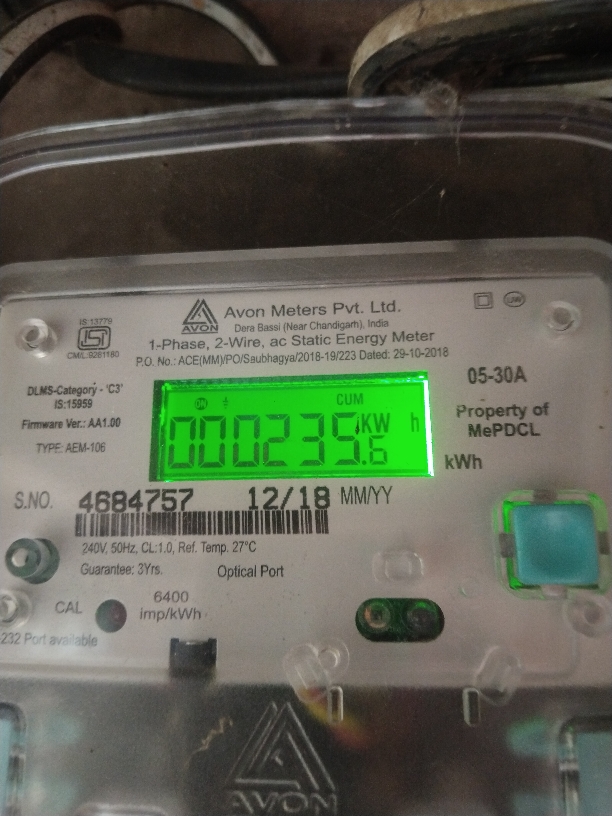 IS:13779
ISI
CM/L:9281180
AVON
Avon Meters Pvt. Ltd.
Dera Bassi (Near Chandigarh), India
1-Phase, 2-Wire, ac Static Energy Meter
P.O. No.: ACE(MM)/PO/Saubhagya/2018-19/223 Dated: 29-10-2018
DLMS-Category - 'C3'
IS:15959
Firmware Ver.: AA1.00
TYPE: AEM-106
05-30A
Property of
MePDCL
ON CUM
000235.6 KW h
kWh
S.NO. 4684757 12/18 MM/YY
240V, 50Hz, CL:1.0, Ref. Temp. 27°C
Guarantee: 3Yrs. Optical Port
CAL 6400
imp/kWh
232 Port available
AVON